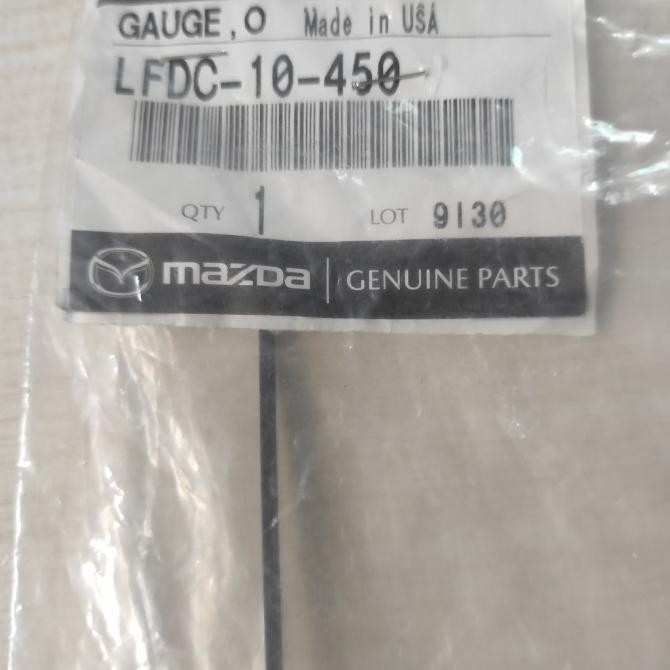 GAUGE,O Made in USA
LFDC-10-450
QTY 1 LOT 9130
mazda GENUINE PARTS